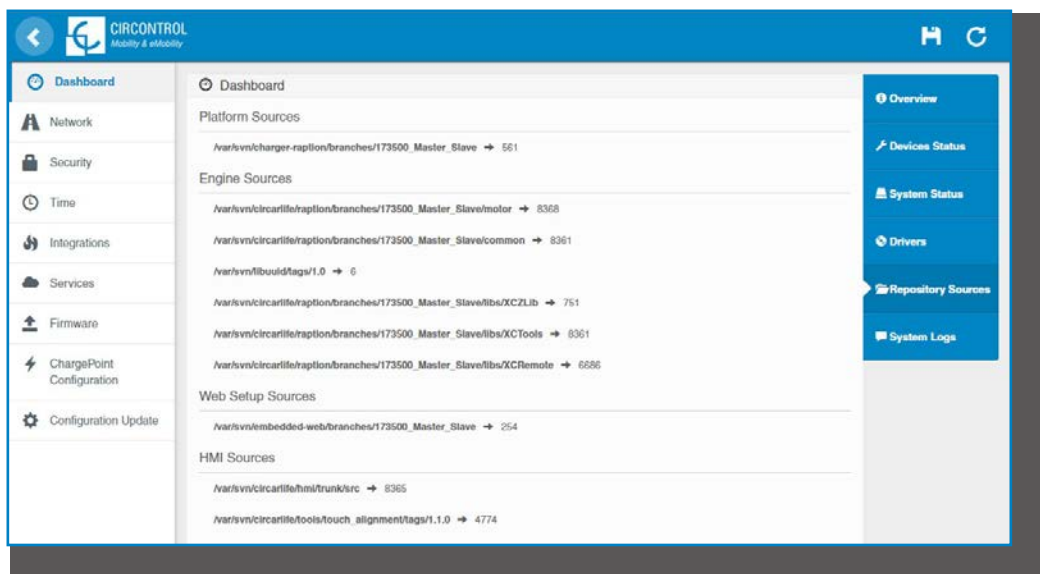 CIRCONTROL
Mobility & eMobility
Dashboard
Network
Security
Time
Integrations
Services
Firmware
ChargePoint
Configuration
Configuration Update
Dashboard
Platform Sources
/var/svn/charger-raption/branches/173500_Master_Slave ➔ 561
Engine Sources
/var/svn/circarlife/raption/branches/173500_Master_Slave/motor ➔ 8368
/var/svn/circarlife/raption/branches/173500_Master_Slave/common ➔ 8361
/var/svn/libuuid/tags/1.0 ➔ 6
/var/svn/circarlife/raption/branches/173500_Master_Slave/libs/XCZLib ➔ 751
/var/svn/circarlife/raption/branches/173500_Master_Slave/libs/XCTools ➔ 8361
/var/svn/circarlife/raption/branches/173500_Master_Slave/libs/XCRemote ➔ 6686
Web Setup Sources
/var/svn/embedded-web/branches/173500_Master_Slave ➔ 254
HMI Sources
/var/svn/circarlife/hmi/trunk/src ➔ 8365
/var/svn/circarlife/tools/touch_alignment/tags/1.1.0 ➔ 4774
Overview
Devices Status
System Status
Drivers
Repository Sources
System Logs